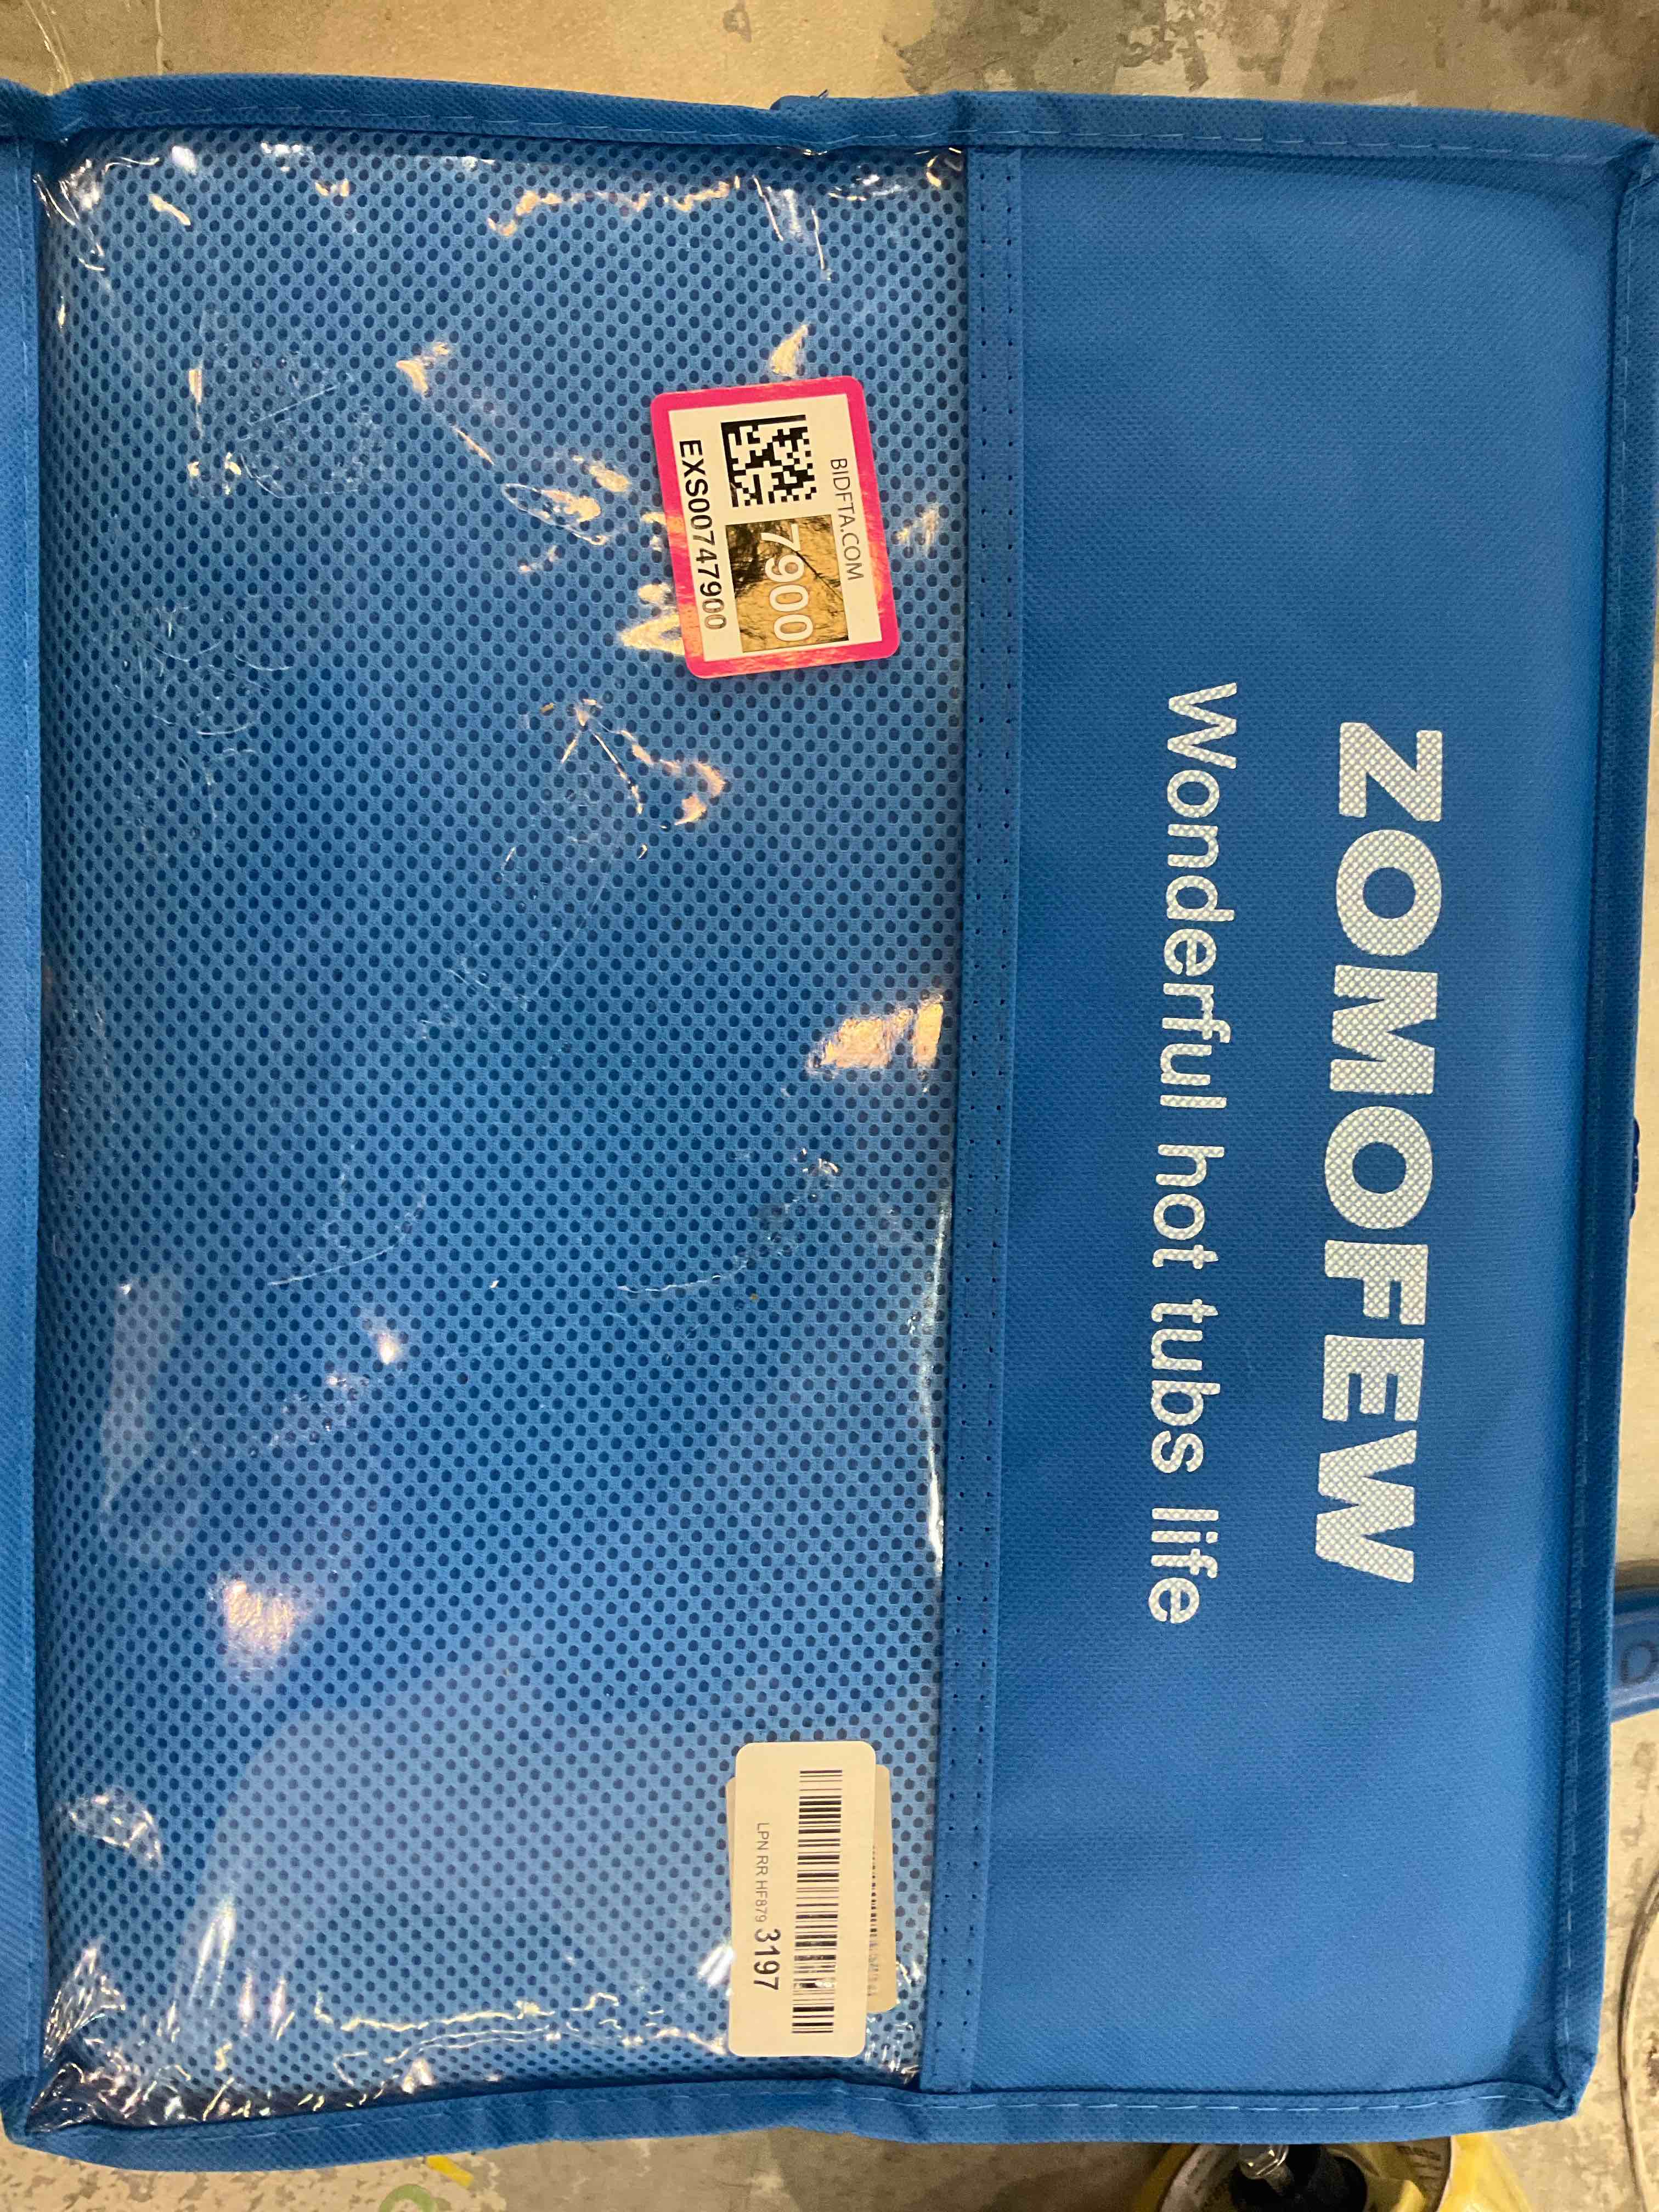 ZOMOFEW
Wonderful hot tubs life
BIDFTA.COM
7900
EXS00747900
LPN RR HF879 3197